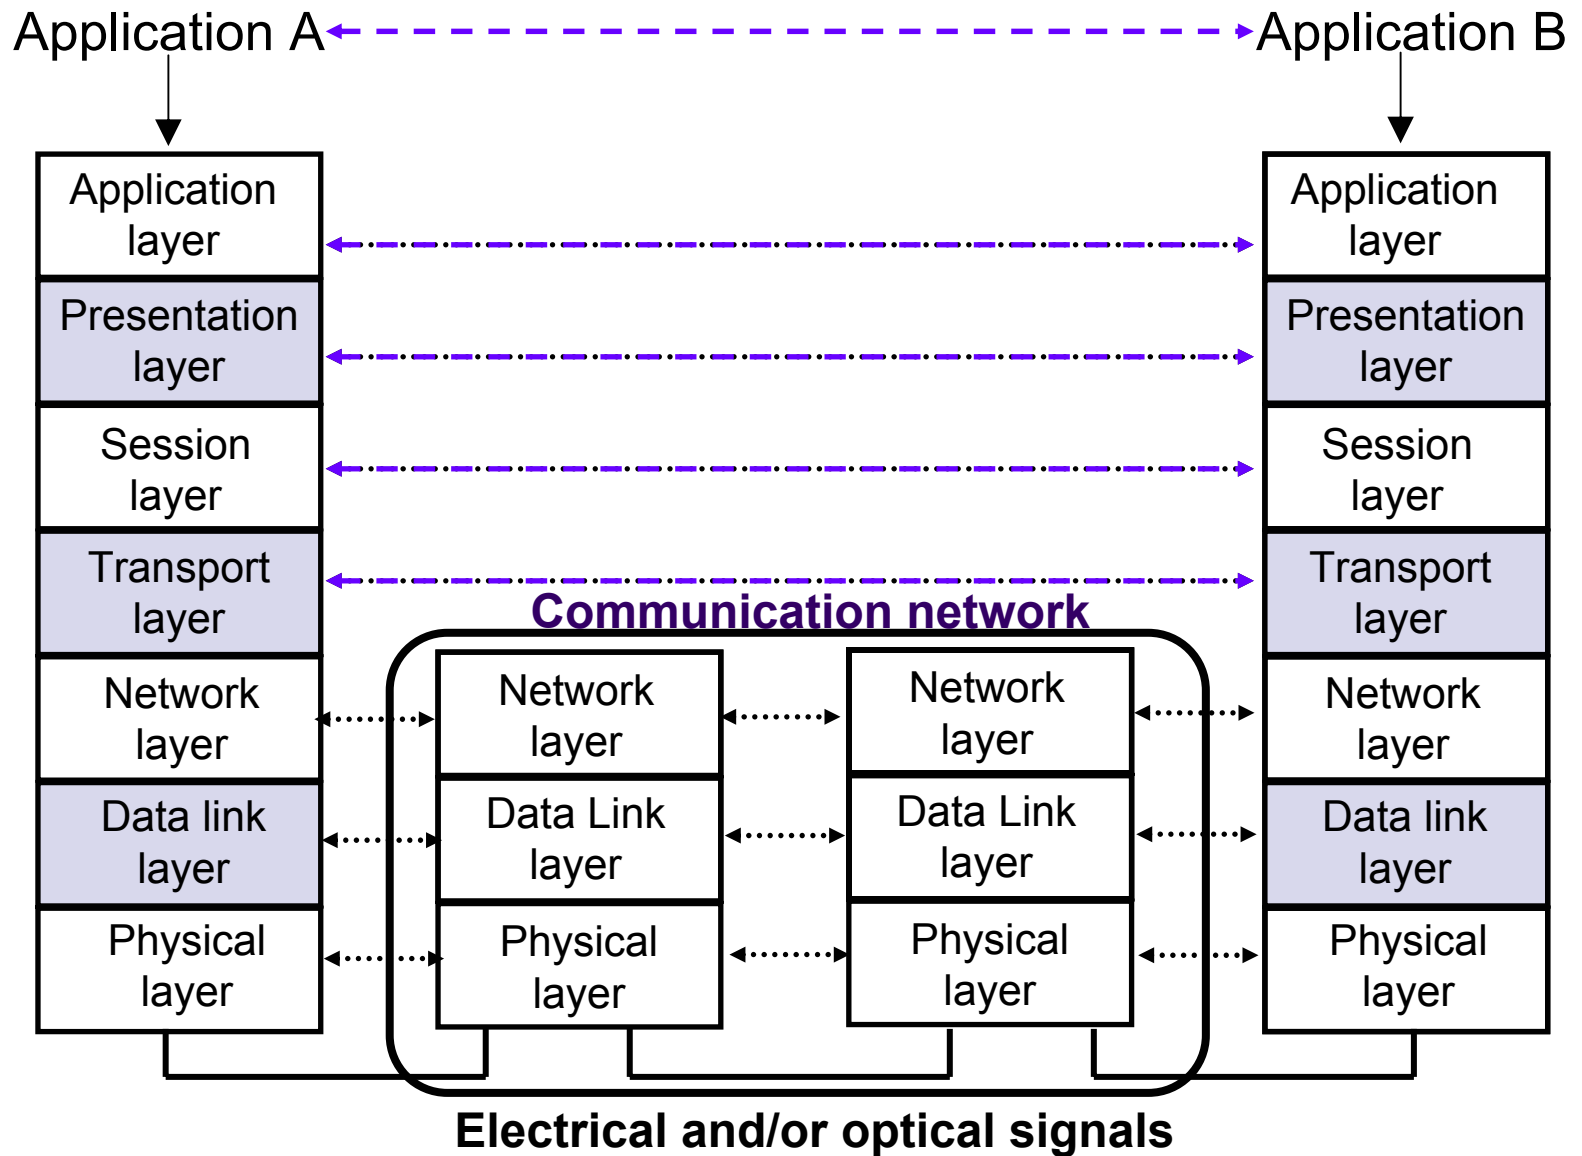 Application A
Application B
Application
layer
Presentation
layer
Session
layer
Transport
layer
Network
layer
Data link
layer
Physical
layer
Communication network
Network
layer
Data Link
layer
Physical
layer
Network
layer
Data Link
layer
Physical
layer
Application
layer
Presentation
layer
Session
layer
Transport
layer
Network
layer
Data link
layer
Physical
layer
Electrical and/or optical signals